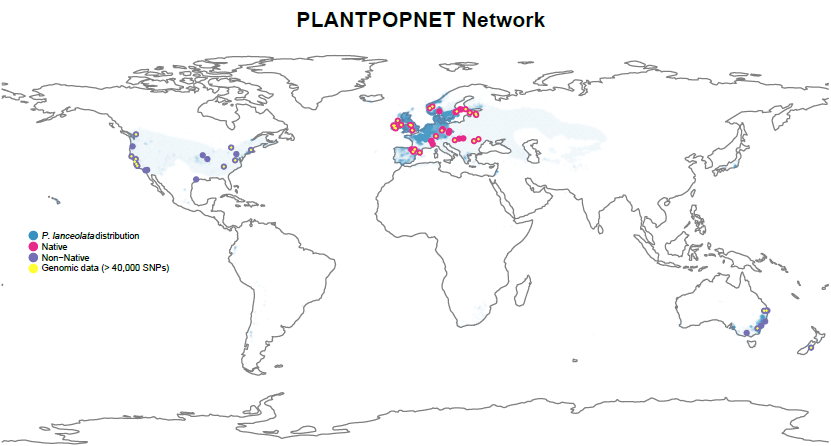 PLANTPOPNET Network
P. lanceolata distribution
Native
Non−Native
Genomic data (> 40,000 SNPs)